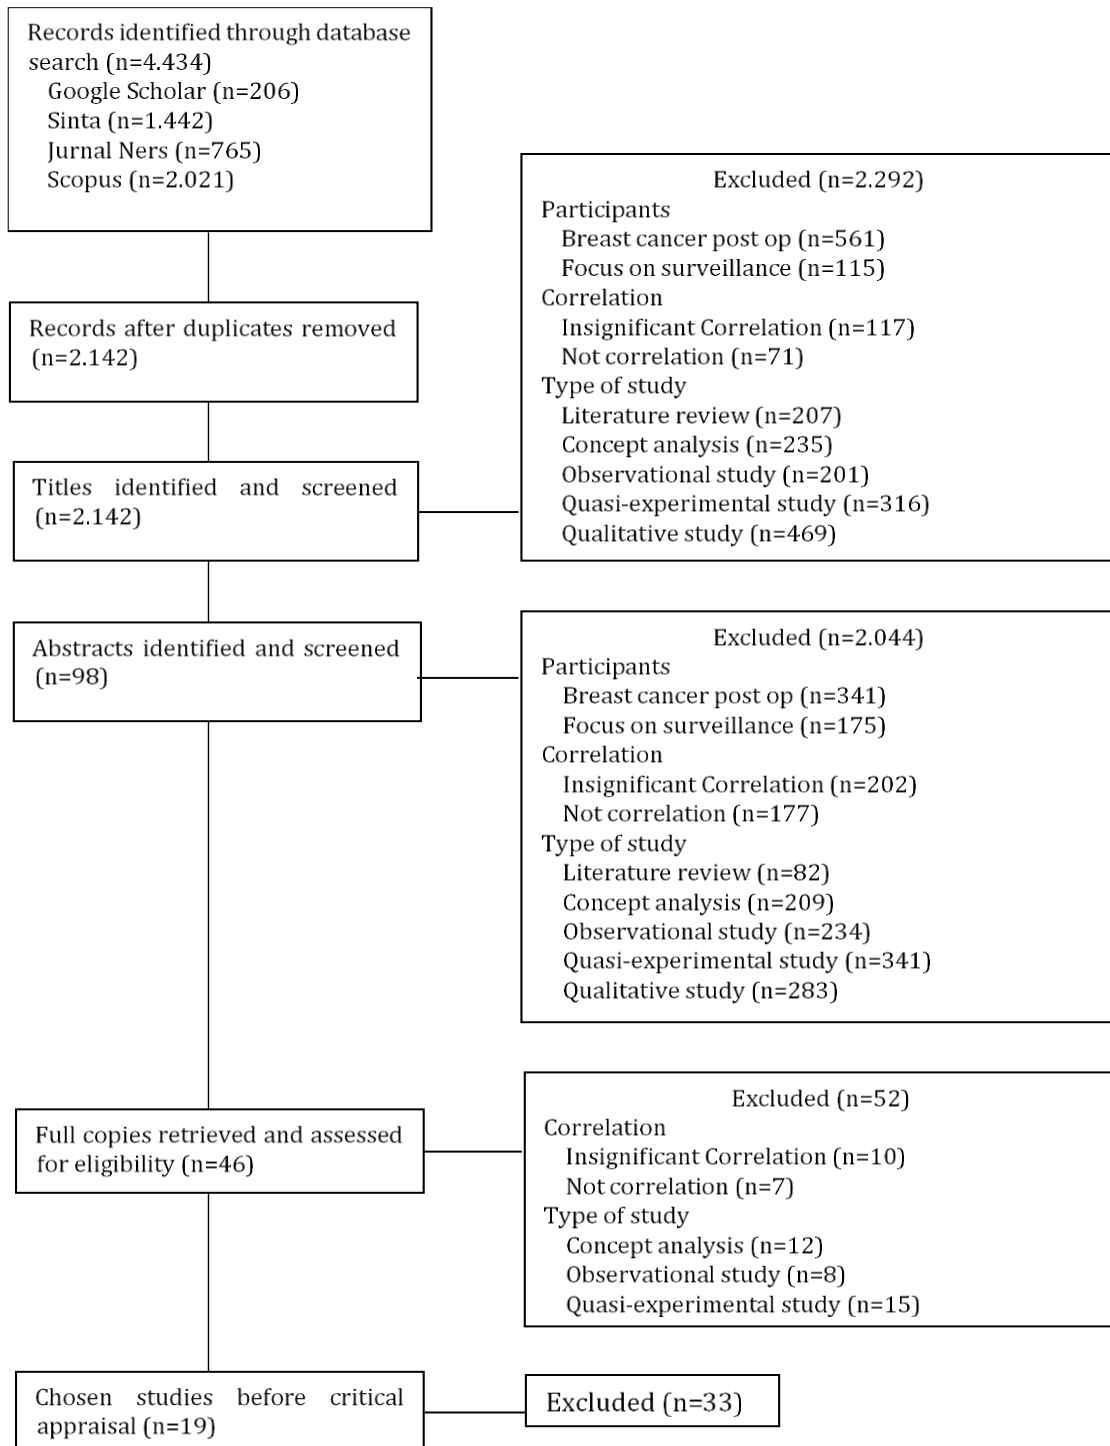 Records identified through database
search (n=4.434)
Google Scholar (n=206)
Sinta (n=1.442)
Jurnal Ners (n=765)
Scopus (n=2.021)
Records after duplicates removed
(n=2.142)
Titles identified and screened
(n=2.142)
Excluded (n=2.292)
Participants
Breast cancer post op (n=561)
Focus on surveillance (n=115)
Correlation
Insignificant Correlation (n=117)
Not correlation (n=71)
Type of study
Literature review (n=207)
Concept analysis (n=235)
Observational study (n=201)
Quasi-experimental study (n=316)
Qualitative study (n=469)
Abstracts identified and screened
(n=98)
Excluded (n=2.044)
Participants
Breast cancer post op (n=341)
Focus on surveillance (n=175)
Correlation
Insignificant Correlation (n=202)
Not correlation (n=177)
Type of study
Literature review (n=82)
Concept analysis (n=209)
Observational study (n=234)
Quasi-experimental study (n=341)
Qualitative study (n=283)
Full copies retrieved and assessed
for eligibility (n=46)
Excluded (n=52)
Correlation
Insignificant Correlation (n=10)
Not correlation (n=7)
Type of study
Concept analysis (n=12)
Observational study (n=8)
Quasi-experimental study (n=15)
Chosen studies before critical
appraisal (n=19)
Excluded (n=33)